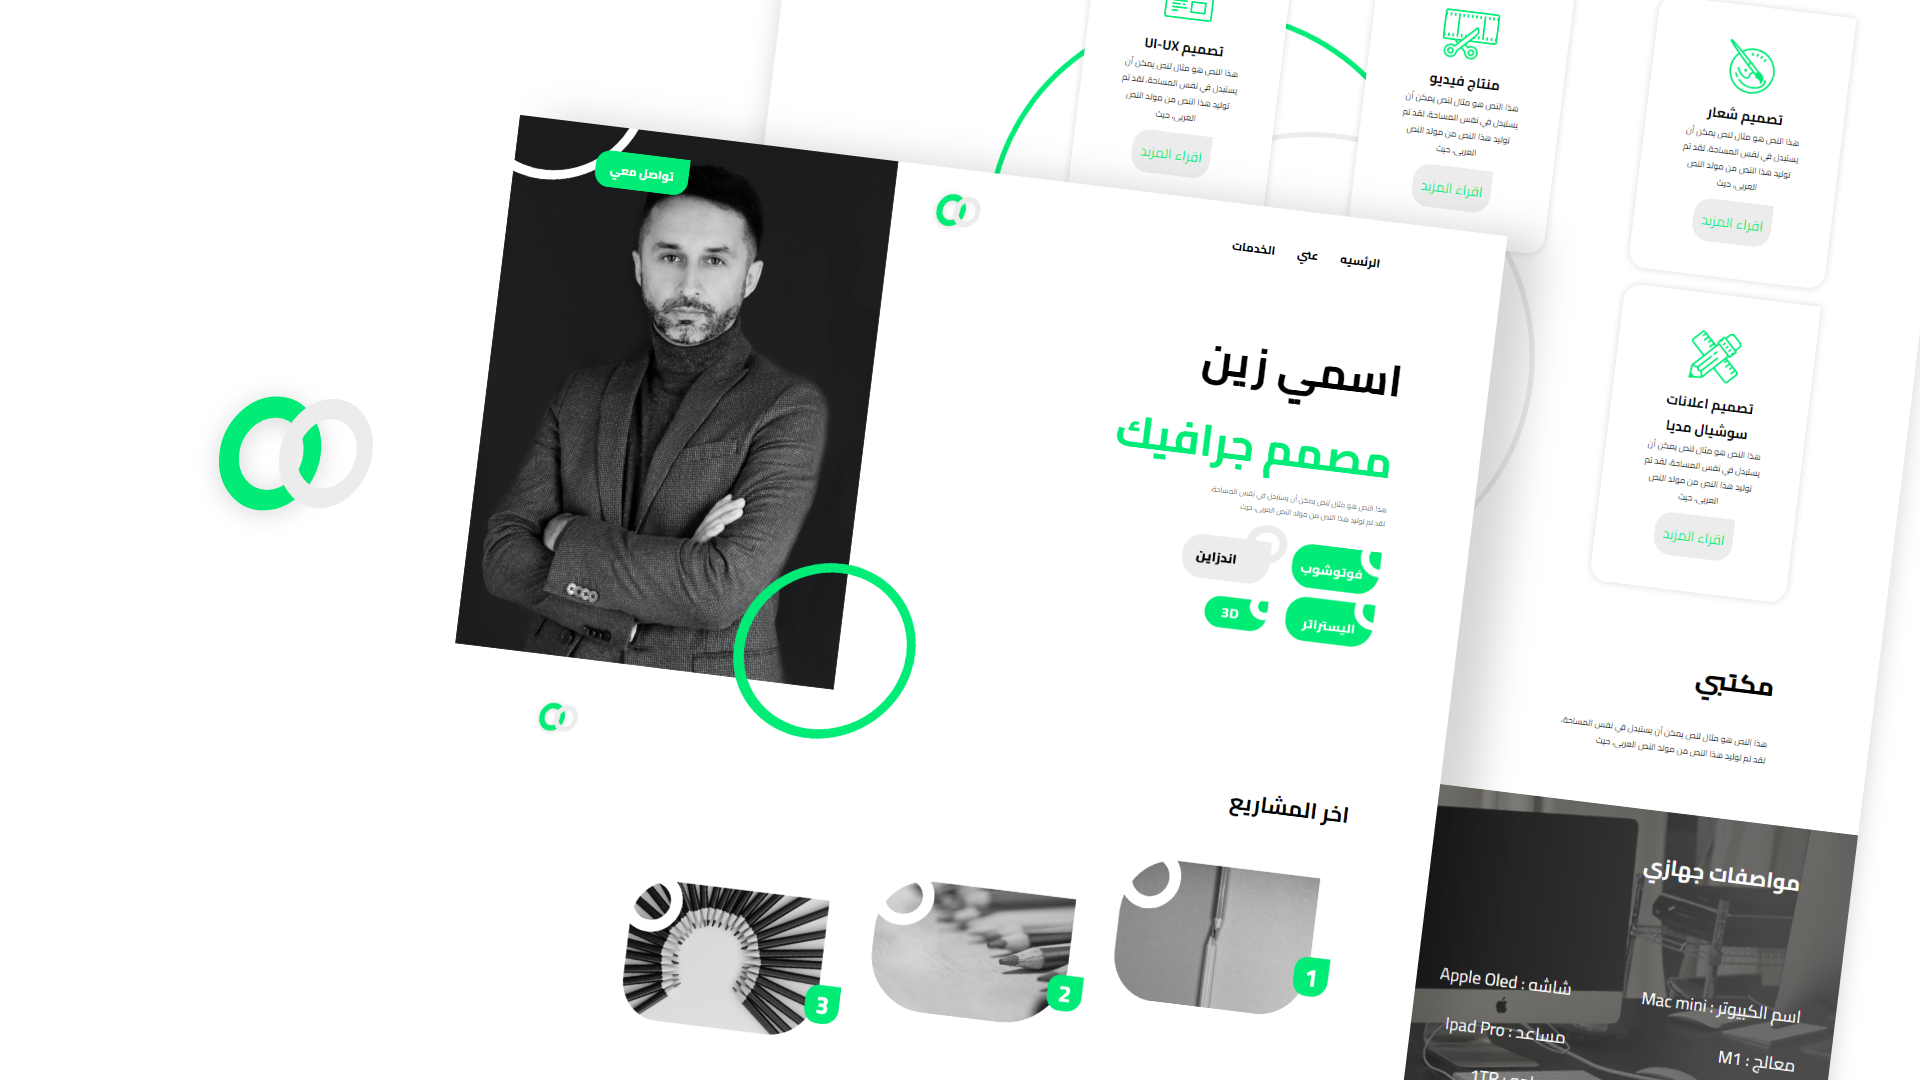 تواصل معي
الرئسيه
عني
الخدمات
اسمي زين
مصمم جرافيك
هذا النص هو مثال لنص يمكن أن يستبدل في نفس المساحة،
لقد تم توليد هذا النص من مولد النص العربى، حيث
فوتوشوب
اندزاين
اليستراتر
3D
اخر المشاريع
1
2
3
تصميم UI-UX
هذا النص هو مثال لنص يمكن أن
يستبدل في نفس المساحة، لقد تم
توليد هذا النص من مولد النص
العربى، حيث
اقراء المزيد
منتاج فيديو
هذا النص هو مثال لنص يمكن أن
يستبدل في نفس المساحة، لقد تم
توليد هذا النص من مولد النص
العربى، حيث
اقراء المزيد
تصميم شعار
هذا النص هو مثال لنص يمكن أن
يستبدل في نفس المساحة، لقد تم
توليد هذا النص من مولد النص
العربى، حيث
اقراء المزيد
تصميم اعلانات
سوشيال مديا
هذا النص هو مثال لنص يمكن أن
يستبدل في نفس المساحة، لقد تم
توليد هذا النص من مولد النص
العربى، حيث
اقراء المزيد
مكتبي
هذا النص هو مثال لنص يمكن أن يستبدل في نفس المساحة،
لقد تم توليد هذا النص من مولد النص العربى، حيث
مواصفات جهازي
اسم الكبيوتر : Mac mini
شاشه : Apple Oled
معالج : M1
مساعد : Ipad Pro
1TB